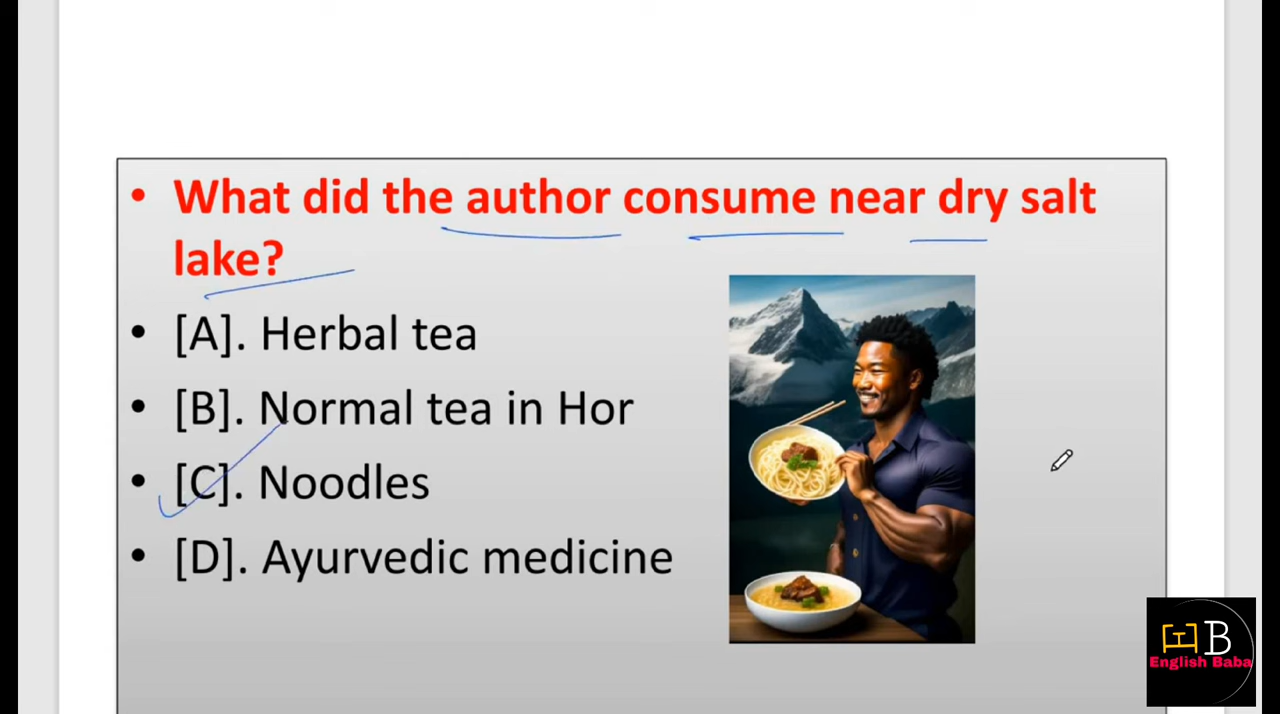 • What did the author consume near dry salt
lake?
• [A]. Herbal tea
• [B]. Normal tea in Hor
• [C]. Noodles
• [D]. Ayurvedic medicine
EB
English Baba